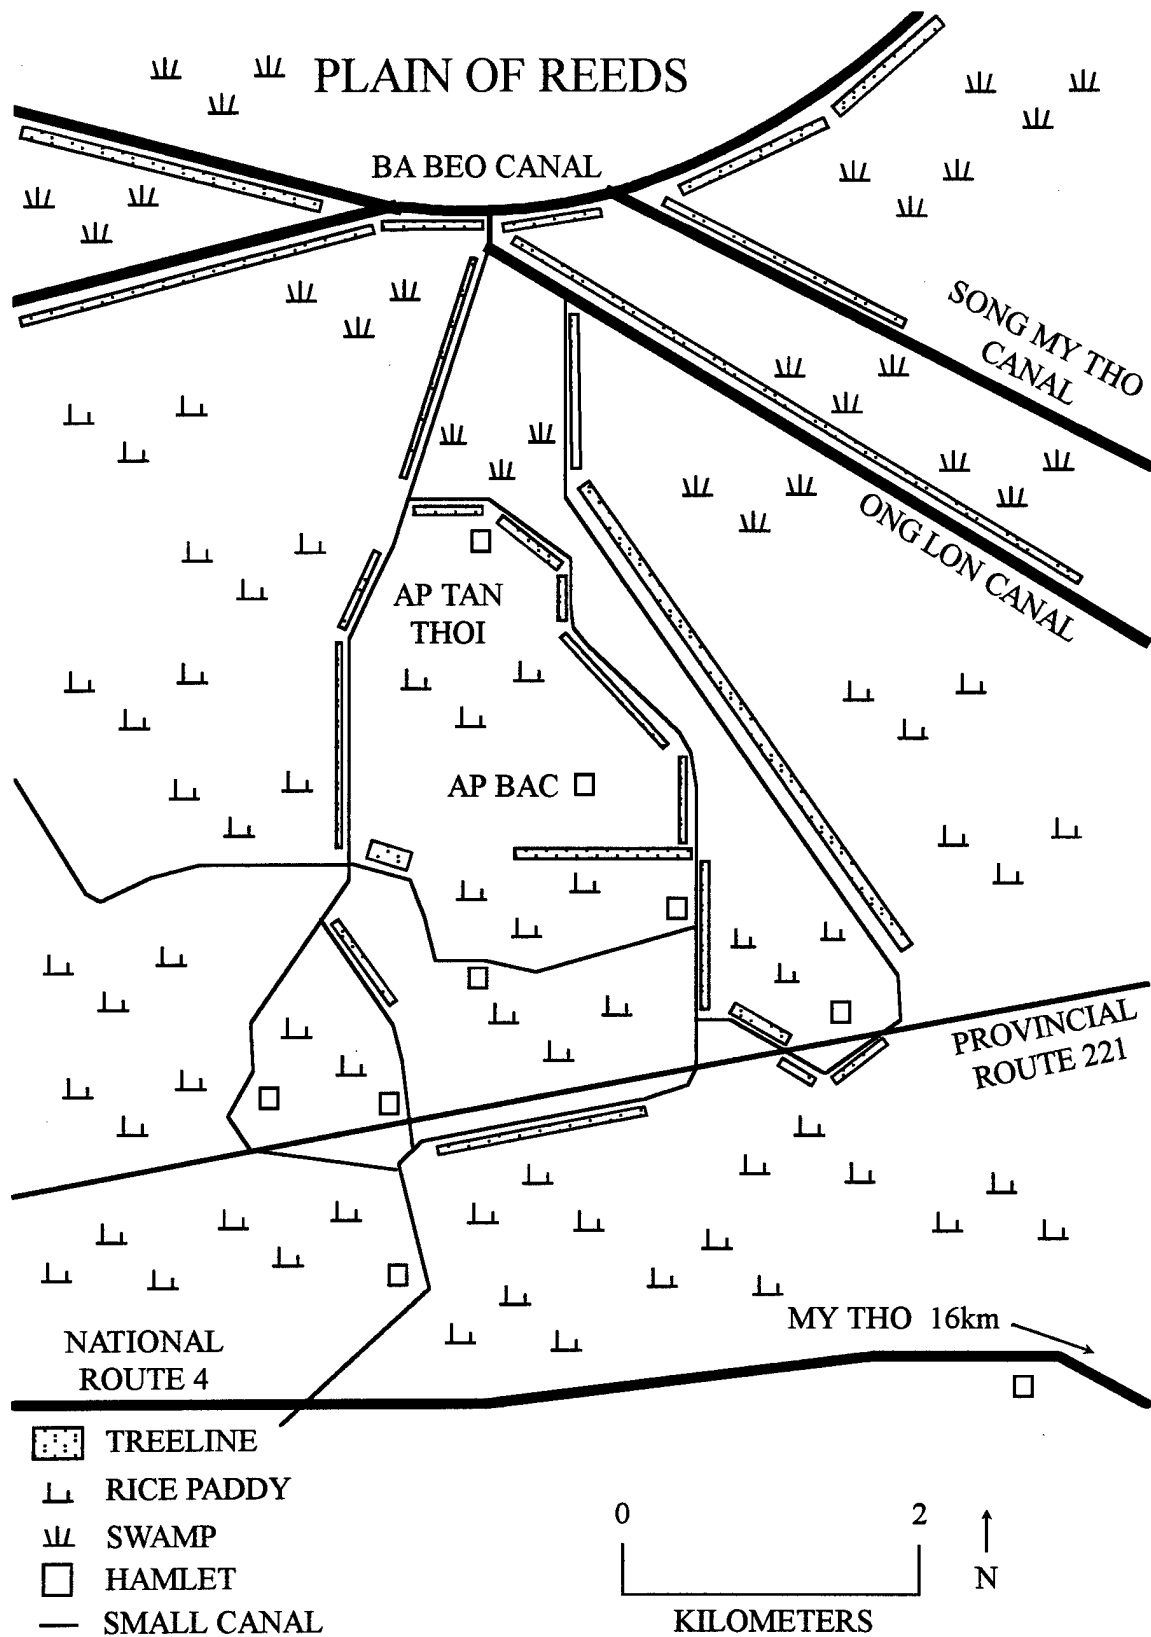 PLAIN OF REEDS
BA BEO CANAL
SONG MY THO
CANAL
ONG LON CANAL
AP TAN
THOI
AP BAC
PROVINCIAL
ROUTE 221
MY THO 16km
NATIONAL
ROUTE 4
TREELINE
RICE PADDY
SWAMP
HAMLET
SMALL CANAL
0 2
KILOMETERS
N